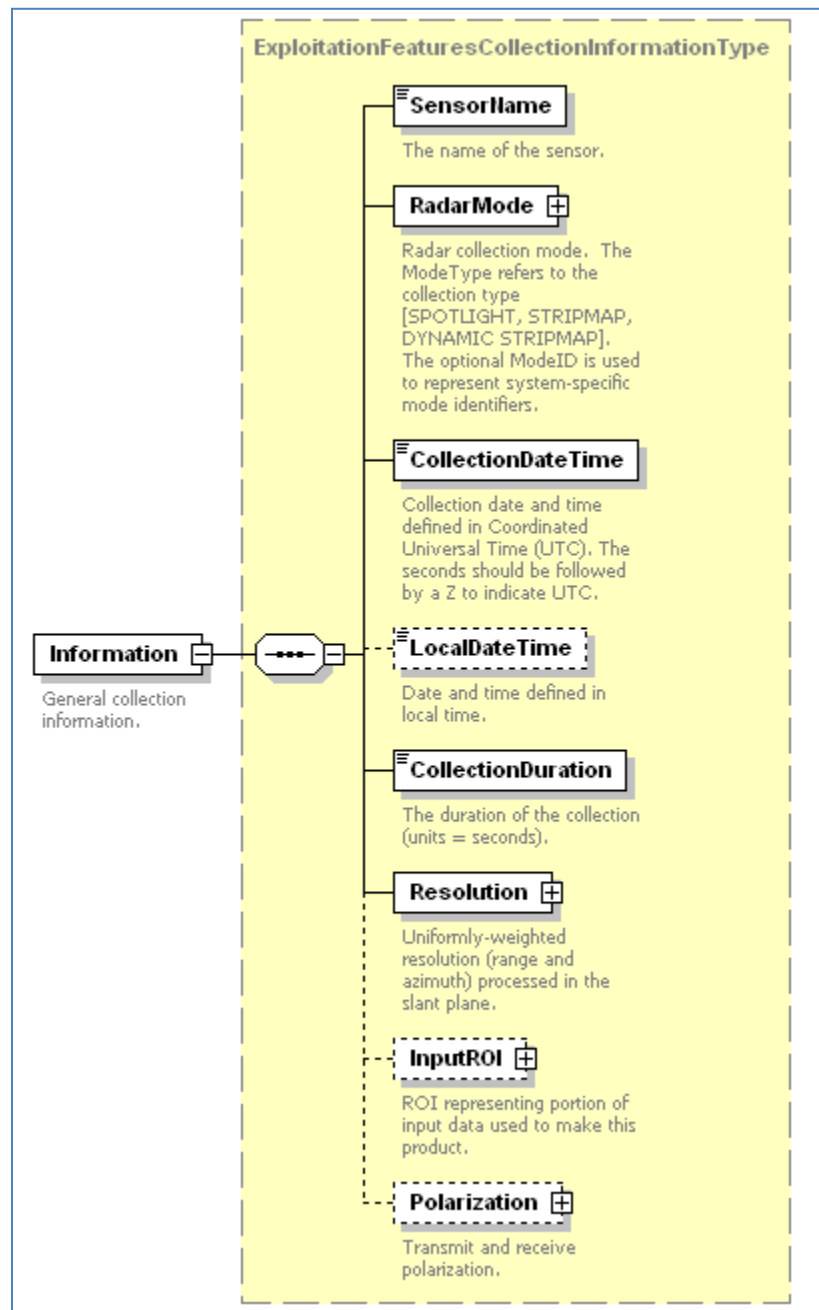 ExploitationFeaturesCollectionInformationType
SensorName
The name of the sensor.
RadarMode
Radar collection mode.  The
ModeType refers to the
collection type
[SPOTLIGHT, STRIPMAP,
DYNAMIC STRIPMAP].
The optional ModeID is used
to represent system-specific
mode identifiers.
CollectionDateTime
Collection date and time
defined in Coordinated
Universal Time (UTC). The
seconds should be followed
by a Z to indicate UTC.
Information
General collection
information.
LocalDateTime
Date and time defined in
local time.
CollectionDuration
The duration of the collection
(units = seconds).
Resolution
Uniformly-weighted
resolution (range and
azimuth) processed in the
slant plane.
InputROI
ROI representing portion of
input data used to make this
product.
Polarization
Transmit and receive
polarization.